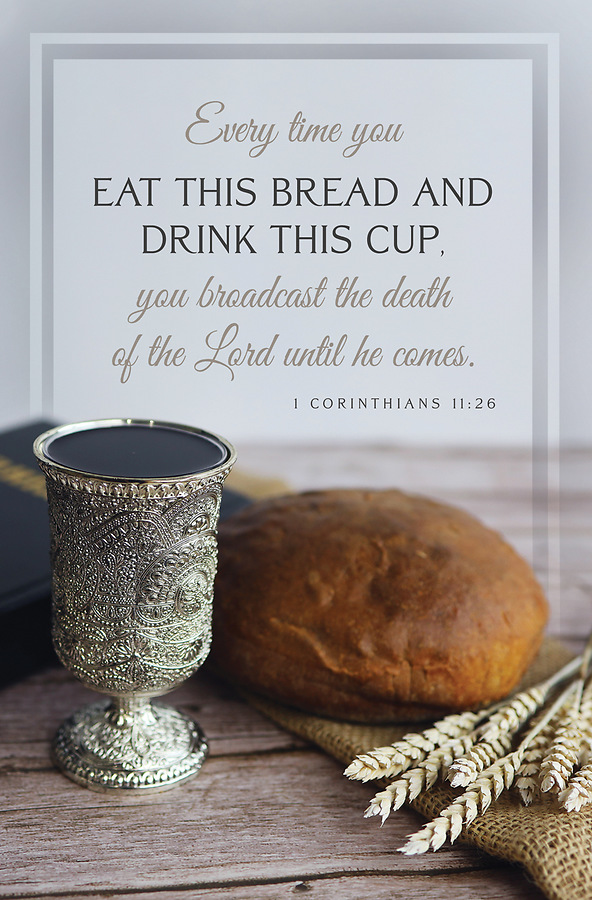 Every time you
EAT THIS BREAD AND
DRINK THIS CUP,
you broadcast the death
of the Lord until he comes.
1 CORINTHIANS 11:26